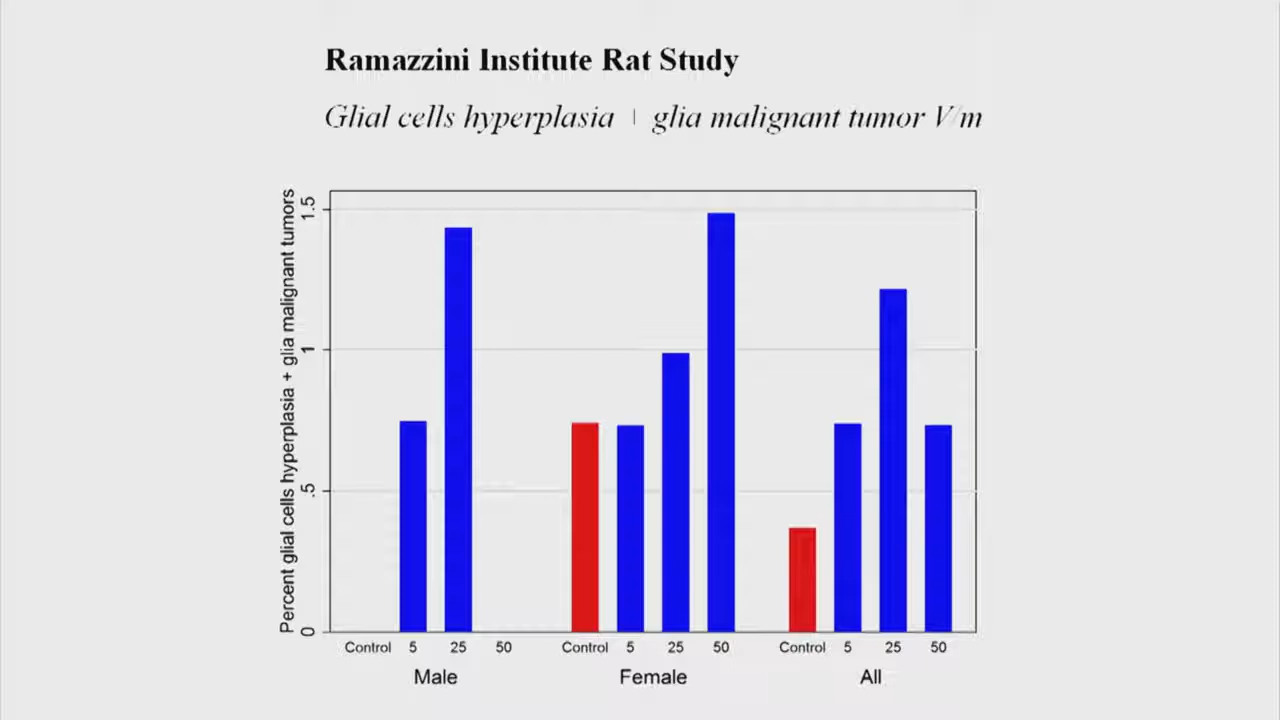 Ramazzini Institute Rat Study
Glial cells hyperplasia + glia malignant tumor V/m
Percent glial cells hyperplasia + glia malignant tumors
1.5
1
.5
0
Control 5 25 50 Control 5 25 50 Control 5 25 50
Male Female All